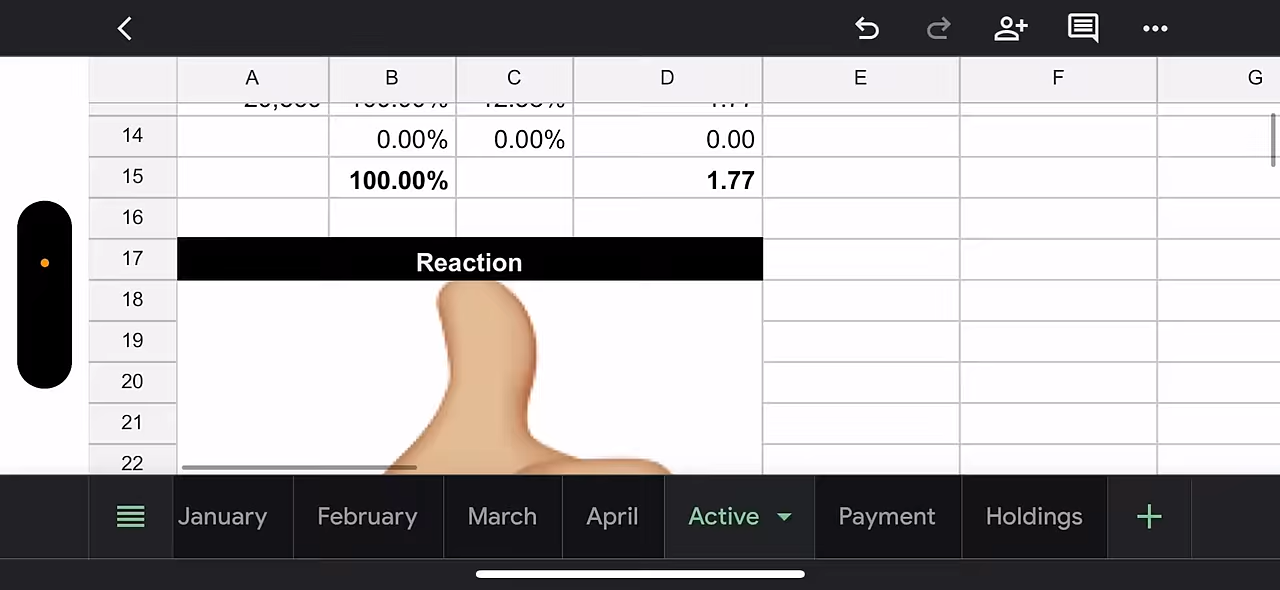 A B C D E F G
14 0.00% 0.00% 0.00
15 100.00% 1.77
16
17 Reaction
18
19
20
21
22
January February March April Active Payment Holdings